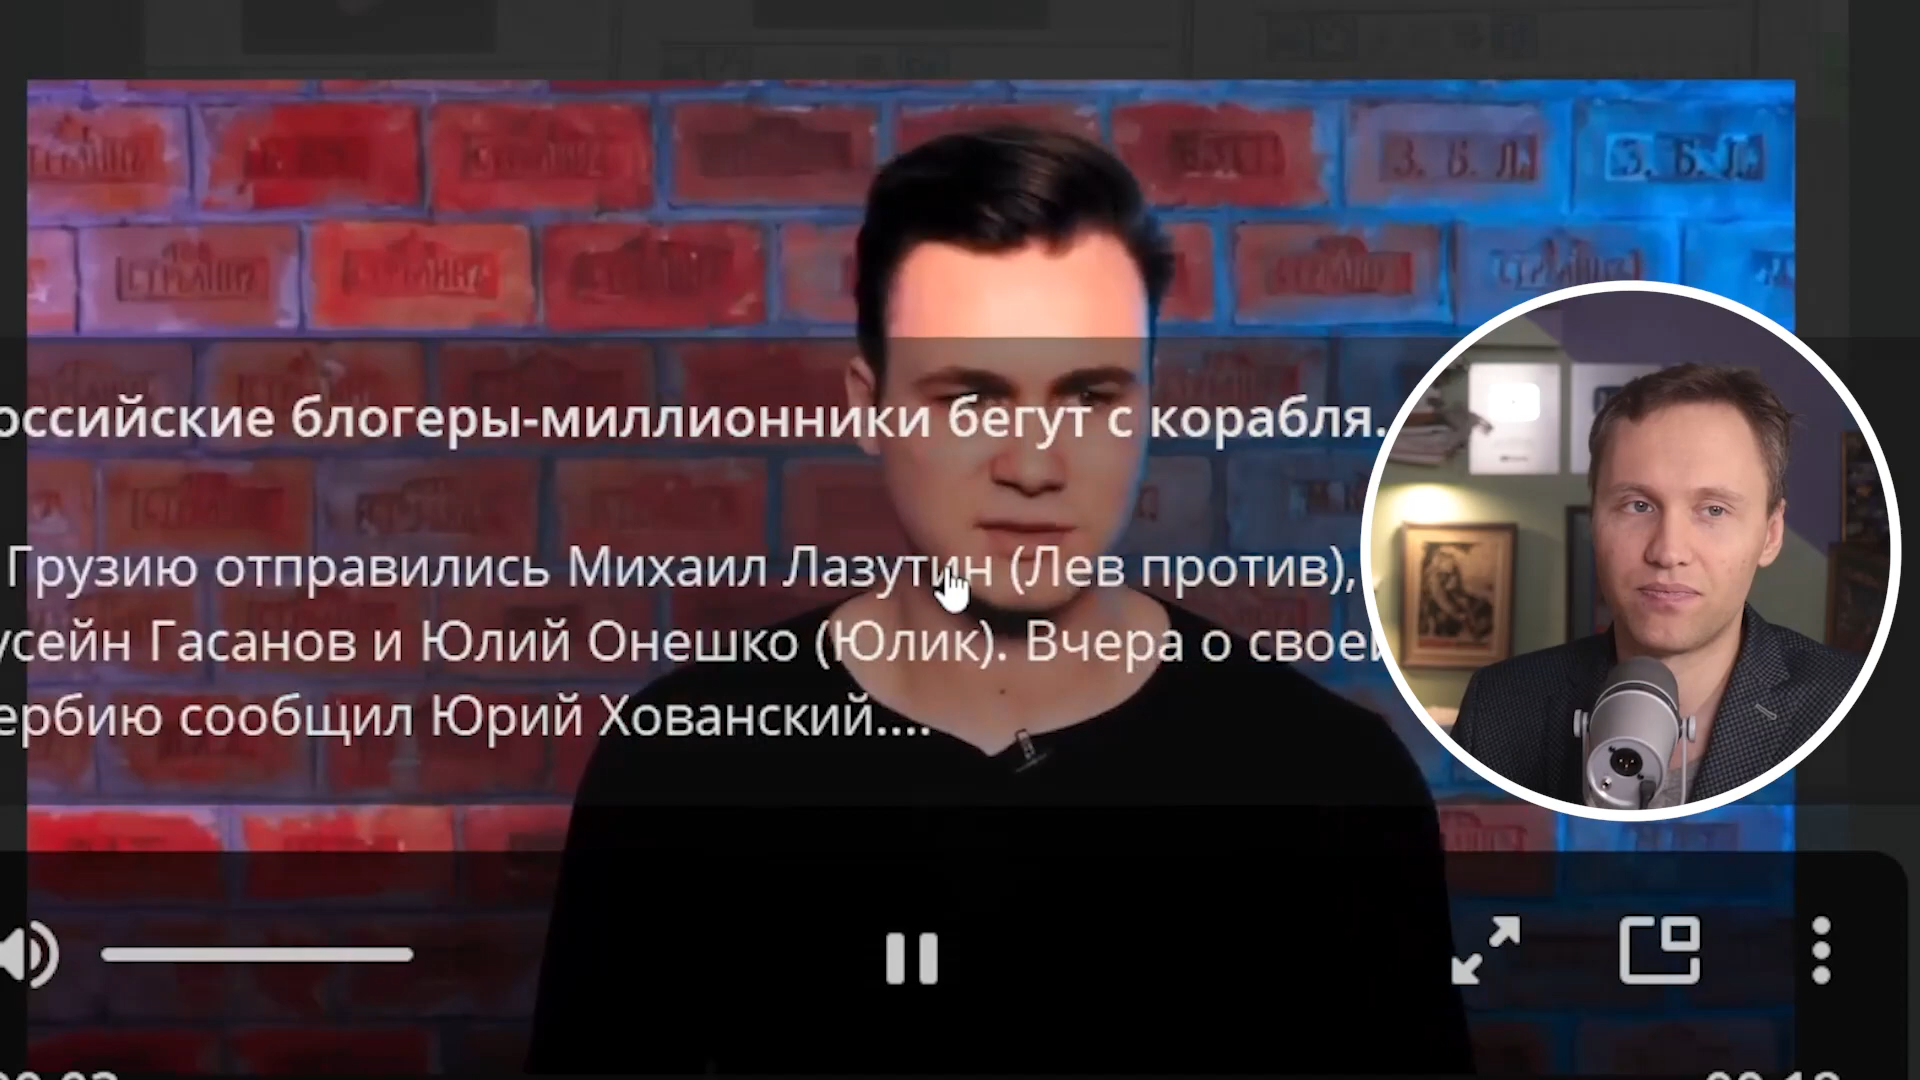 З. Б. Л. З. Б. Л.
оссийские блогеры-миллионники бегут с корабля.
Грузию отправились Михаил Лазутин (Лев против),
усейн Гасанов и Юлий Онешко (Юлик). Вчера о своей
ербию сообщил Юрий Хованский....